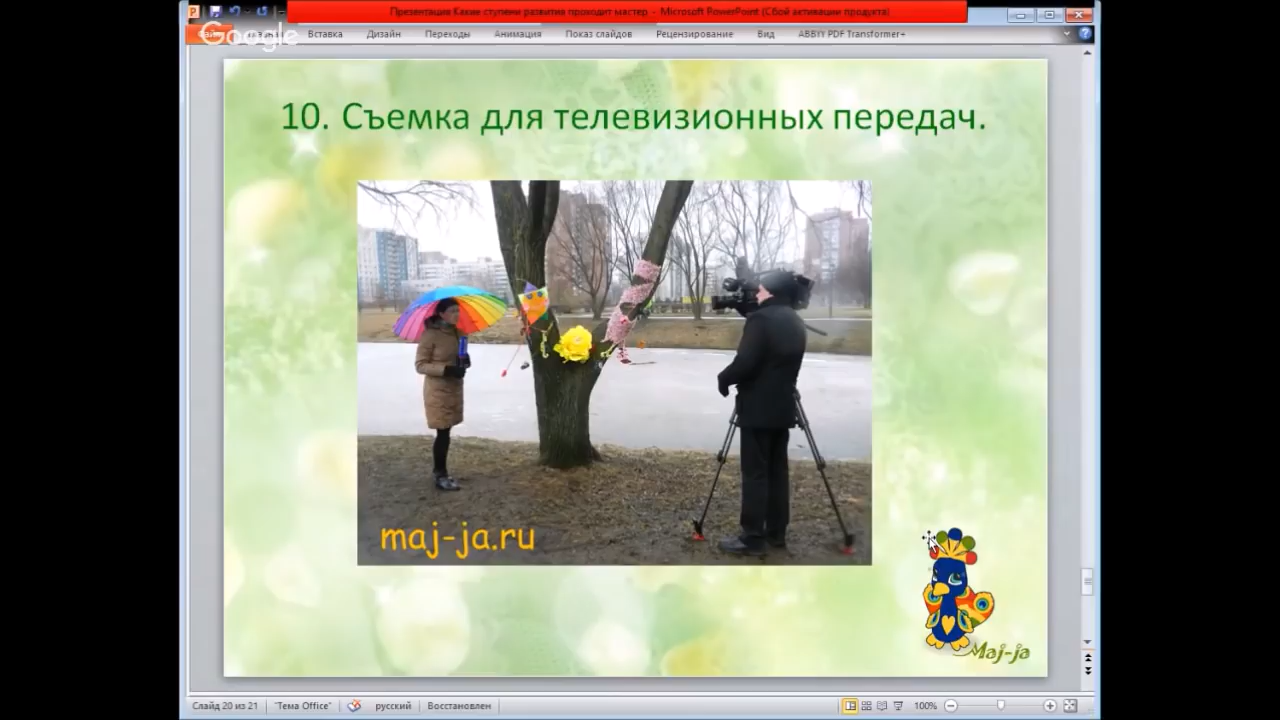 Презентация Какие ступени развития проходит мастер - Microsoft PowerPoint (Сбой активации продукта)
Google
Файл Главная Вставка Дизайн Переходы Анимация Показ слайдов Рецензирование Вид ABBYY PDF Transformer+
10. Съемка для телевизионных передач.
maj-ja.ru
Maj-ja
Слайд 20 из 21 "Тема Office" русский Восстановлен 100%